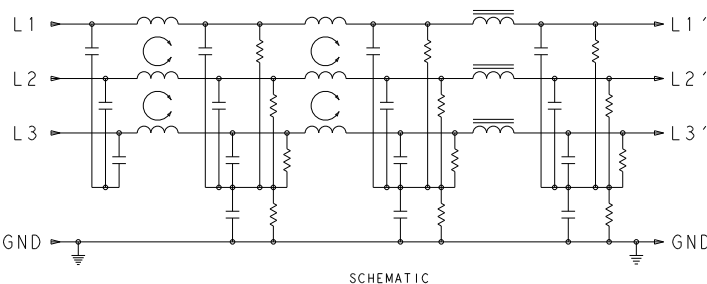 L1 L1′
L2 L2′
L3 L3′
GND GND
SCHEMATIC